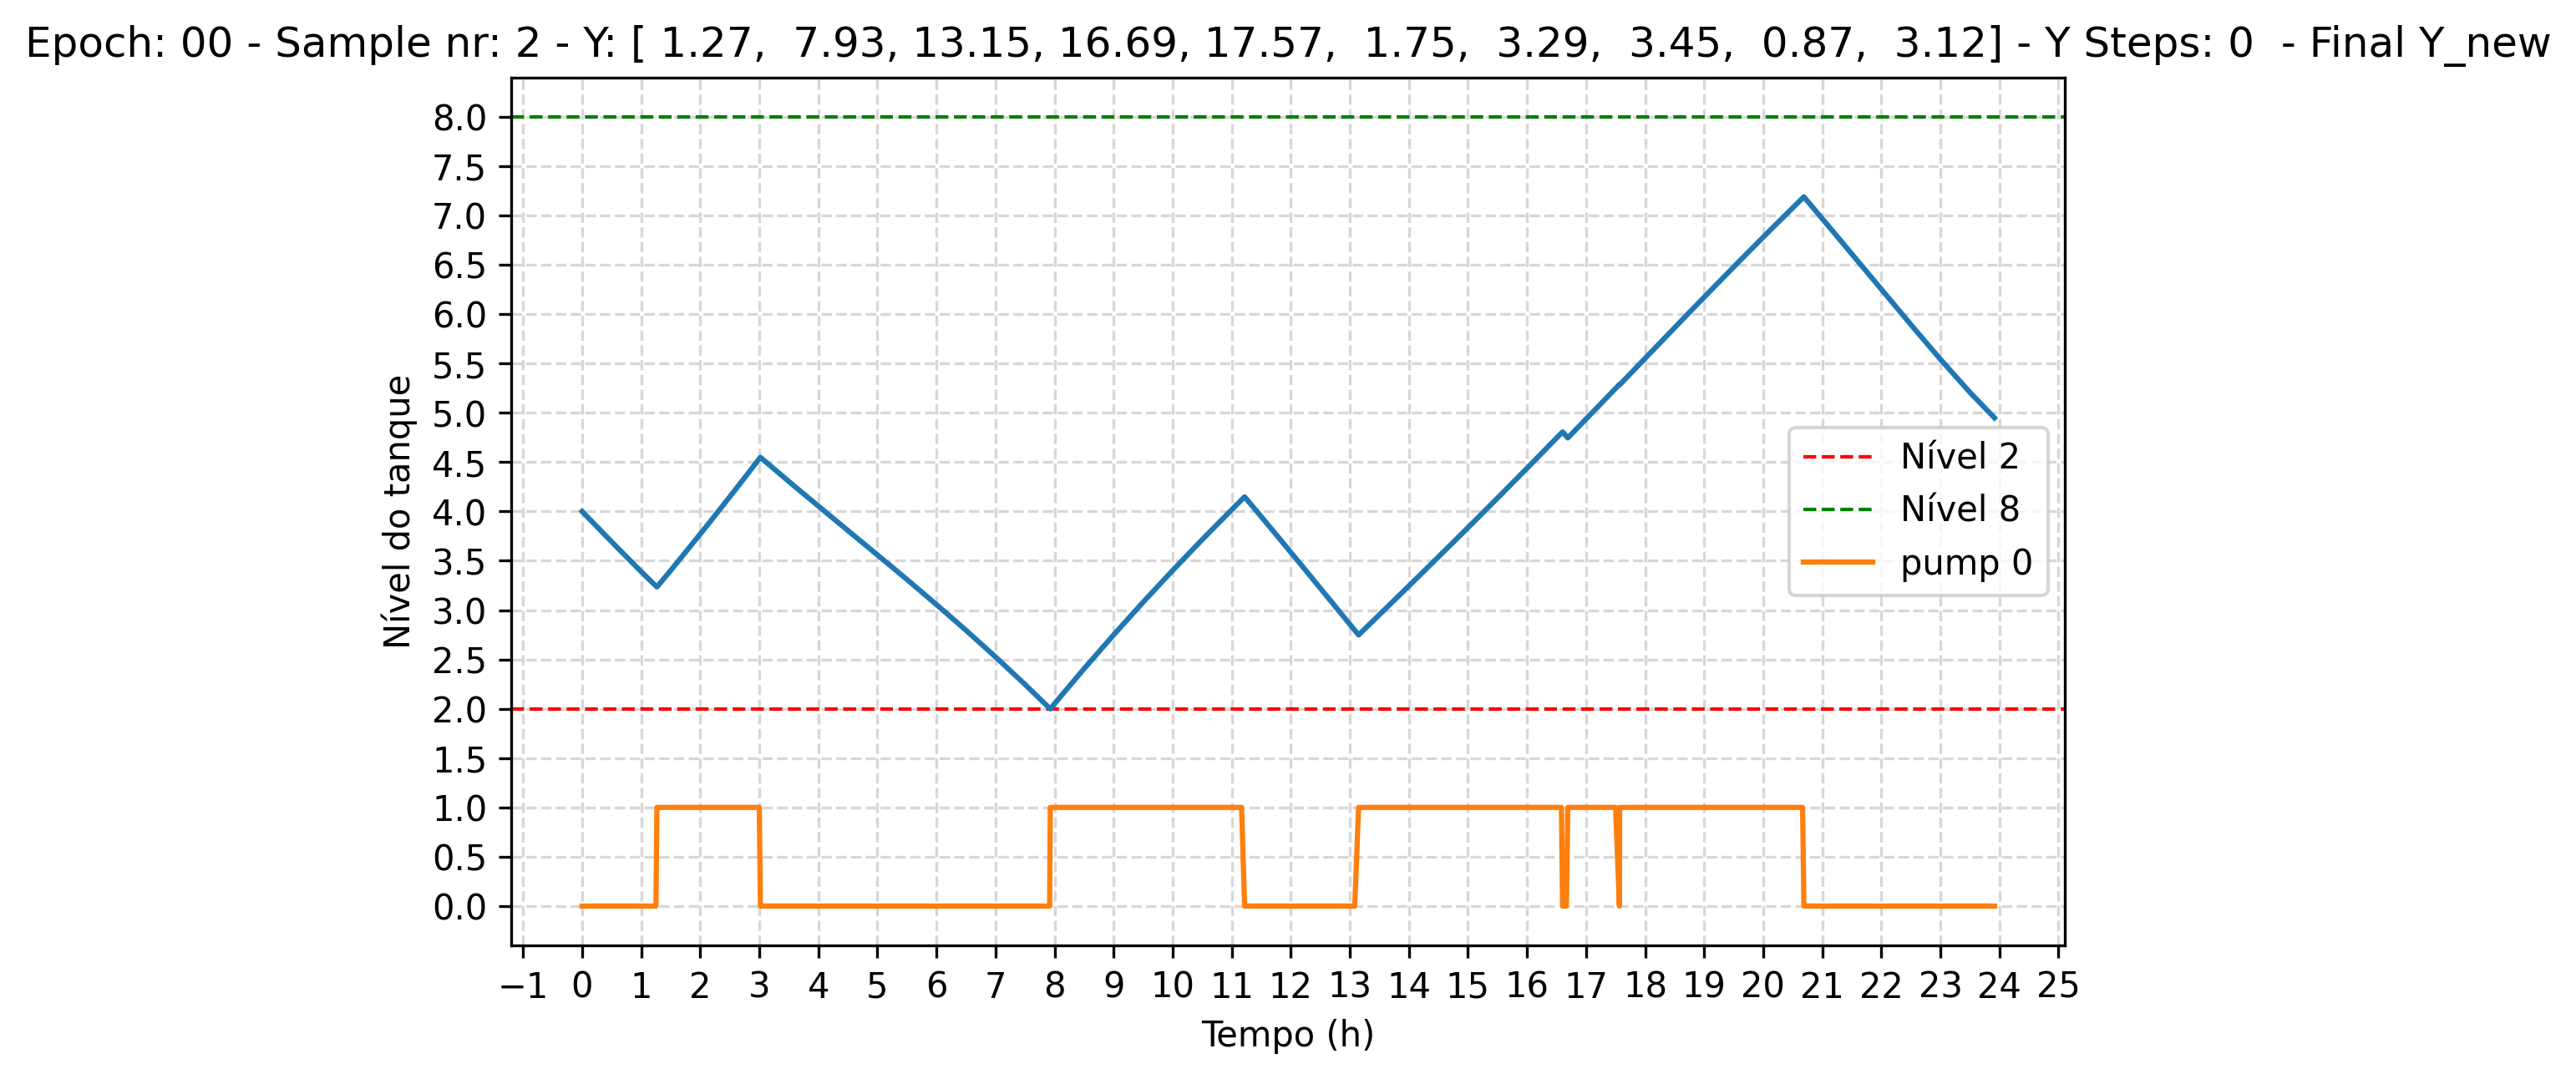 Epoch: 00 - Sample nr: 2 - Y: [ 1.27,  7.93, 13.15, 16.69, 17.57,  1.75,  3.29,  3.45,  0.87,  3.12] - Y Steps: 0  - Final Y_new
8.0
7.5
7.0
6.5
6.0
5.5
5.0
4.5
4.0
3.5
3.0
2.5
2.0
1.5
1.0
0.5
0.0
Nível do tanque
Nível 2
Nível 8
pump 0
−1 0 1 2 3 4 5 6 7 8 9 10 11 12 13 14 15 16 17 18 19 20 21 22 23 24 25
Tempo (h)